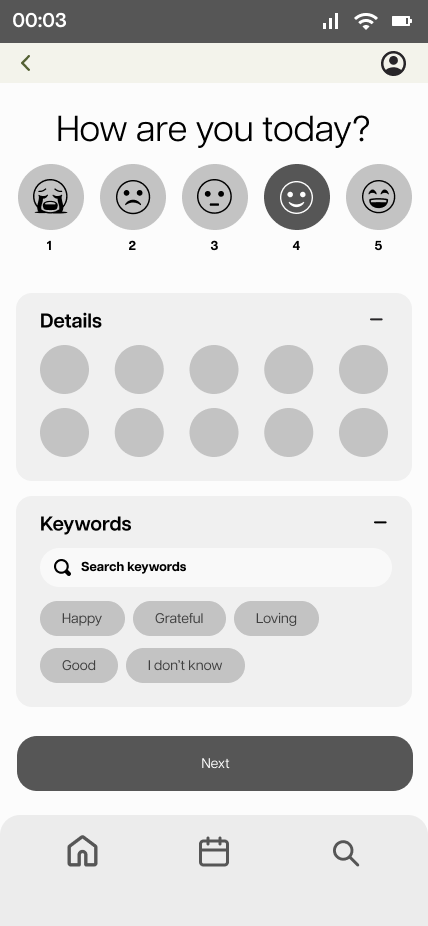 00:03
How are you today?
1 2 3 4 5
Details
Keywords
Search keywords
Happy Grateful Loving
Good I don't know
Next